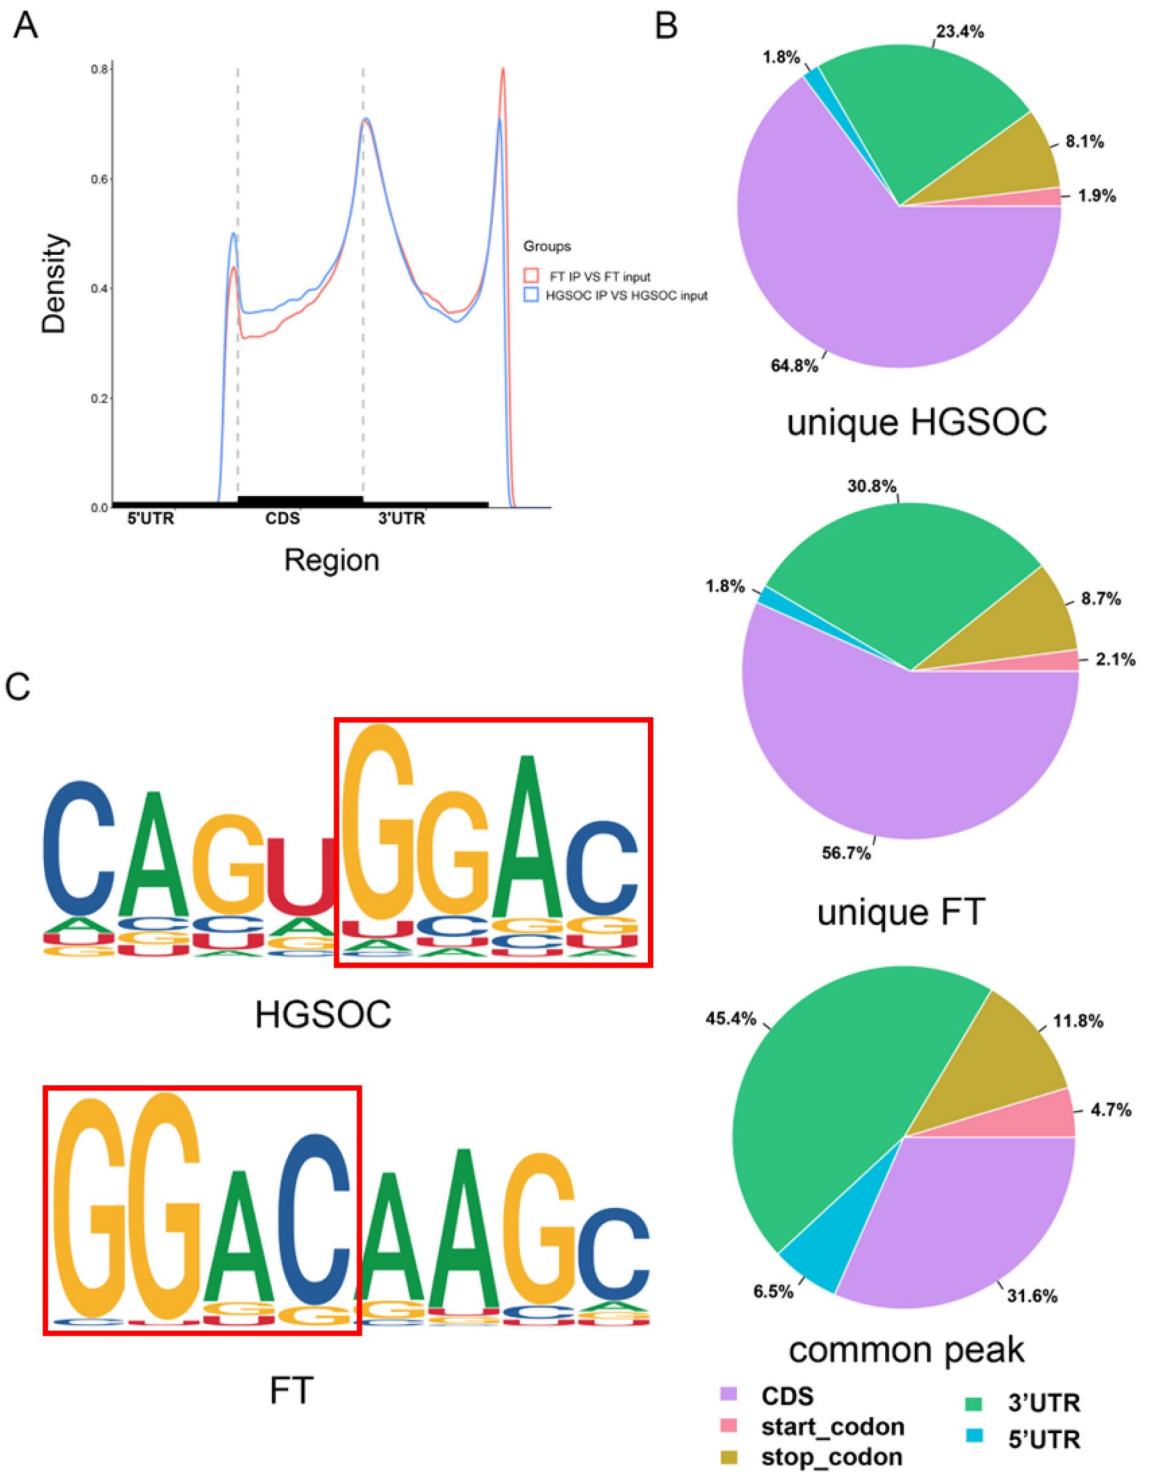 A
0.8
0.6
0.4
0.2
0.0
Density
5'UTR CDS 3'UTR
Region
Groups
FT IP VS FT input
HGSOC IP VS HGSOC input
B
1.8%
23.4%
8.1%
1.9%
64.8%
unique HGSOC
30.8%
1.8%
8.7%
2.1%
56.7%
unique FT
45.4%
11.8%
4.7%
6.5%
31.6%
common peak
CDS
start_codon
stop_codon
3’UTR
5’UTR
C
CAGUGGAC
HGSOC
GGACAAGC
FT